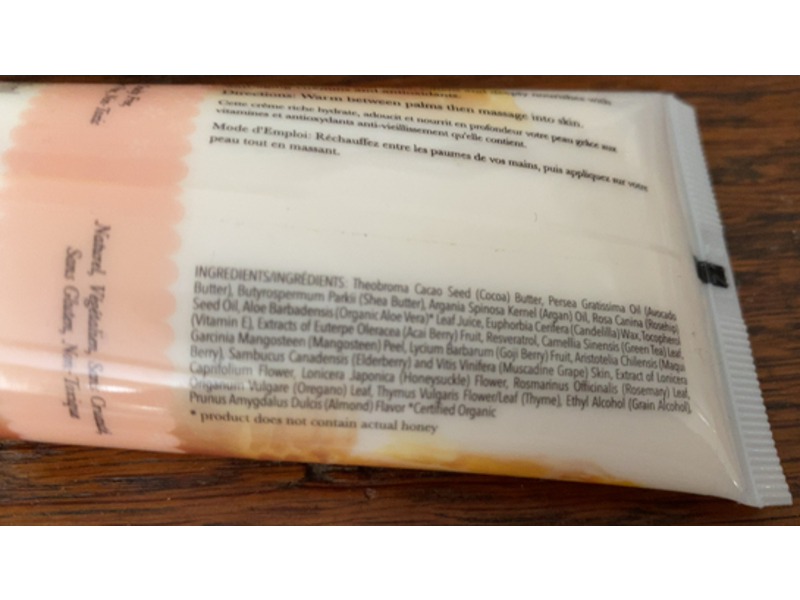 and deeply nourishes with
and antioxidants.
Directions: Warm between palms then massage into skin.
Cette crème riche hydrate, adoucit et nourrit en profondeur votre peau grâce aux
vitamines et antioxydants anti-vieillissement qu'elle contient.
Mode d'Emploi: Réchauffez entre les paumes de vos mains, puis appliquez sur votre
peau tout en massant.
INGREDIENTS/INGRÉDIENTS: Theobroma Cacao Seed (Cocoa) Butter, Persea Gratissima Oil (Avocado
Butter), Butyrospermum Parkii (Shea Butter), Argania Spinosa Kernel (Argan) Oil, Rosa Canina (Rosehip)
Seed Oil, Aloe Barbadensis (Organic Aloe Vera)* Leaf Juice, Euphorbia Cerifera (Candelilla) Wax, Tocopherol
(Vitamin E), Extracts of Euterpe Oleracea (Acai Berry) Fruit, Resveratrol, Camellia Sinensis (Green Tea) Leaf,
Garcinia Mangosteen (Mangosteen) Peel, Lycium Barbarum (Goji Berry) Fruit, Aristotelia Chilensis (Maqui
Berry), Sambucus Canadensis (Elderberry) and Vitis Vinifera (Muscadine Grape) Skin, Extract of Lonicera
Caprifolium Flower, Lonicera Japonica (Honeysuckle) Flower, Rosmarinus Officinalis (Rosemary) Leaf,
Origanum Vulgare (Oregano) Leaf, Thymus Vulgaris Flower/Leaf (Thyme), Ethyl Alcohol (Grain Alcohol),
Prunus Amygdalus Dulcis (Almond) Flavor *Certified Organic
* product does not contain actual honey
Naturel, Végétalien, Sans Cruauté
Sans Gluten, Non-Toxique